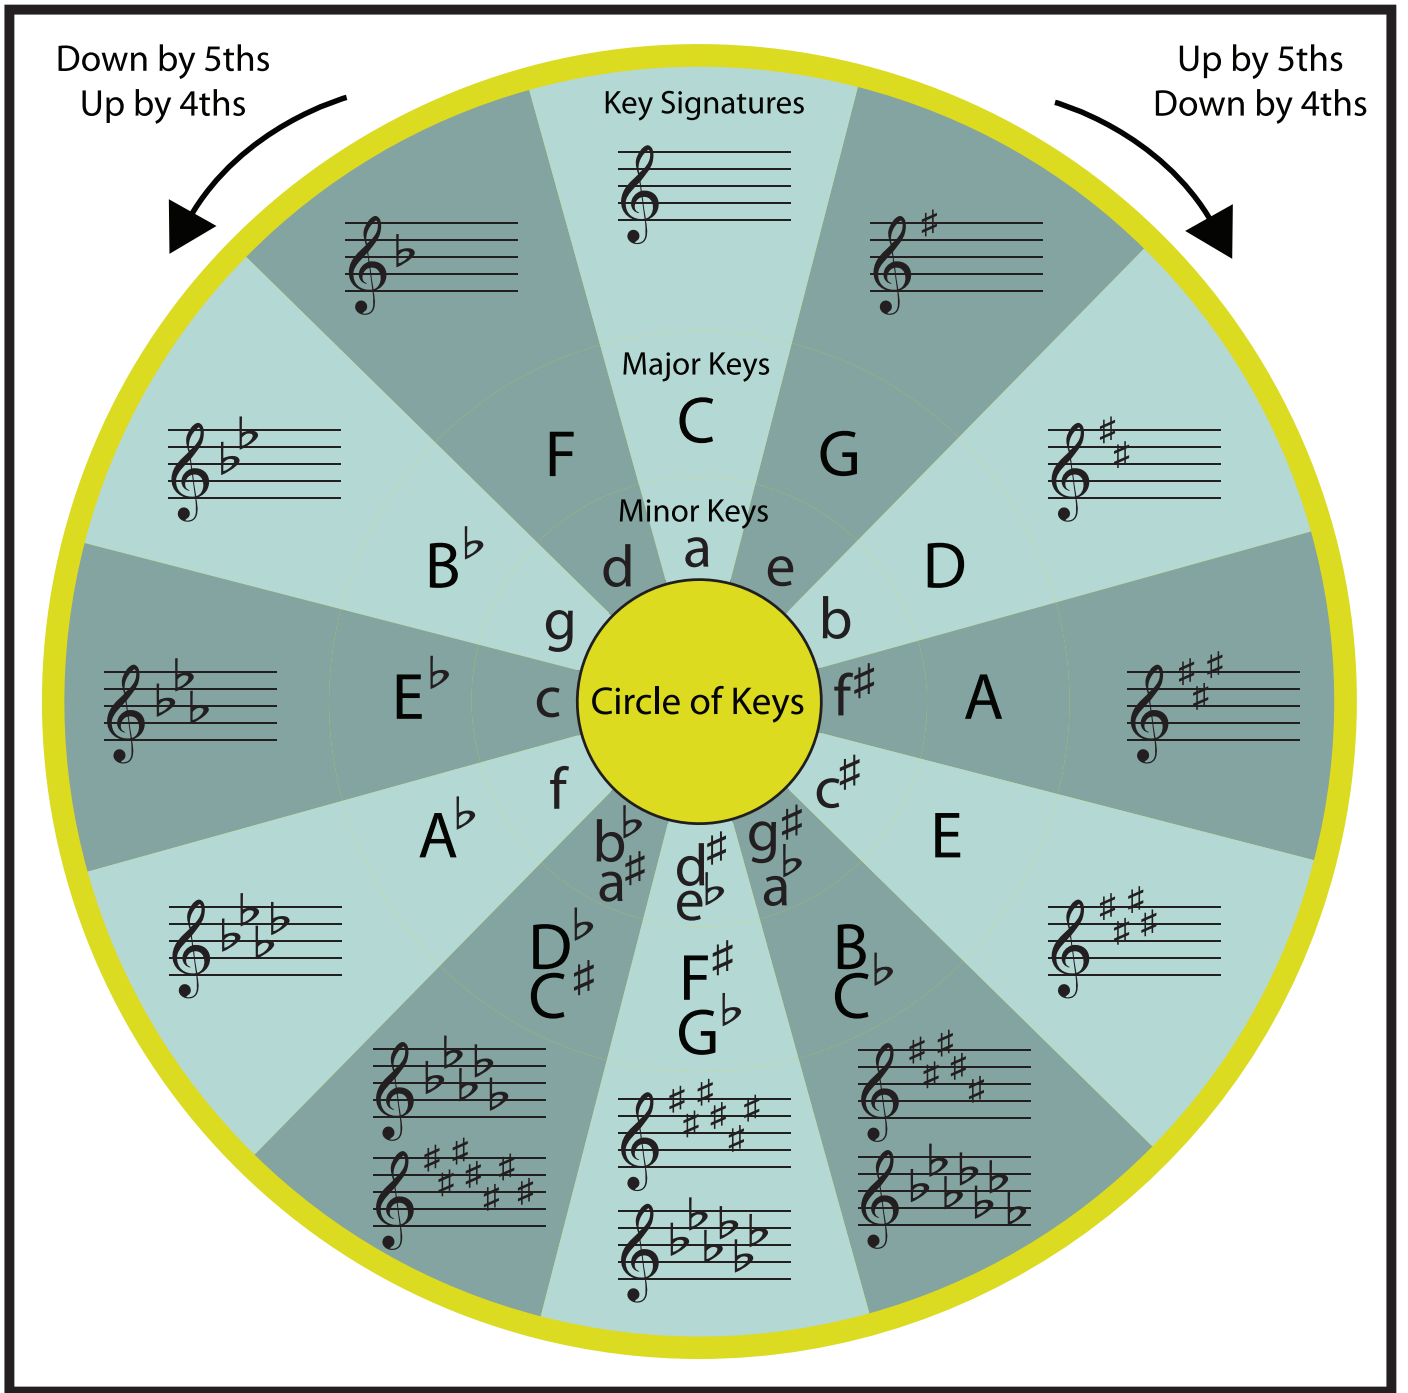 Down by 5ths
Up by 4ths
Up by 5ths
Down by 4ths
Key Signatures
Major Keys
C
G
D
A
E
B
C♭
F♯
G♭
D♭
C♯
A♭
E♭
B♭
F
Minor Keys
a
e
b
f♯
c♯
g♯
a♭
d♯
e♭
b♭
a♯
f
c
g
d
Circle of Keys